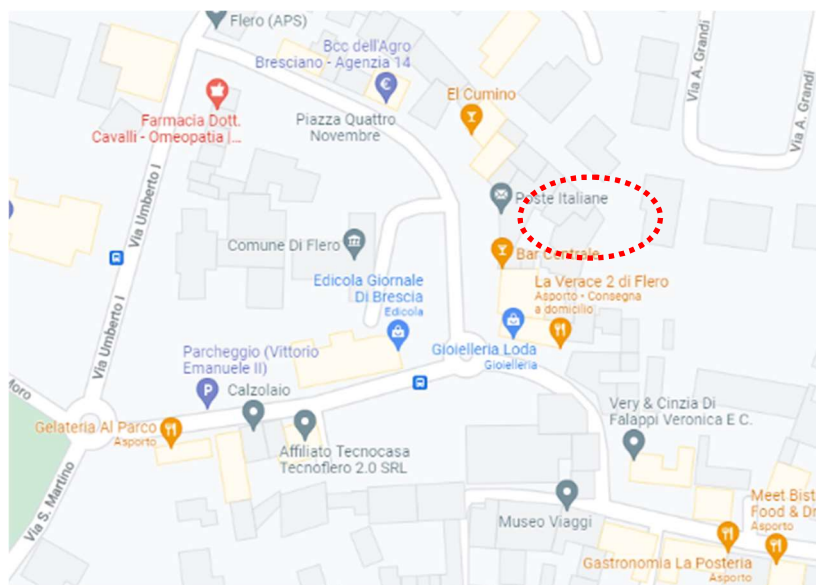 Flero (APS)
Bcc dell'Agro
Bresciano - Agenzia 14
€
El Cumino
Via A. Grandi
Via A. Grandi
Farmacia Dott.
Cavalli - Omeopatia |...
Piazza Quattro
Novembre
Via Umberto I
Poste Italiane
Comune Di Flero
Bar Centrale
Edicola Giornale
Di Brescia
Edicola
La Verace 2 di Flero
Asporto - Consegna
a domicilio
Via Umberto I
Gioielleria Loda
Gioielleria
Parcheggio (Vittorio
Emanuele II)
P
Calzolaio
Moro
Very & Cinzia Di
Falappi Veronica E C.
Gelateria Al Parco
Asporto
Affiliato Tecnocasa
Tecnoflero 2.0 SRL
Via S. Martino
Museo Viaggi
Meet Bist
Food & Dr
Asporto
Gastronomia La Posteria
Asporto